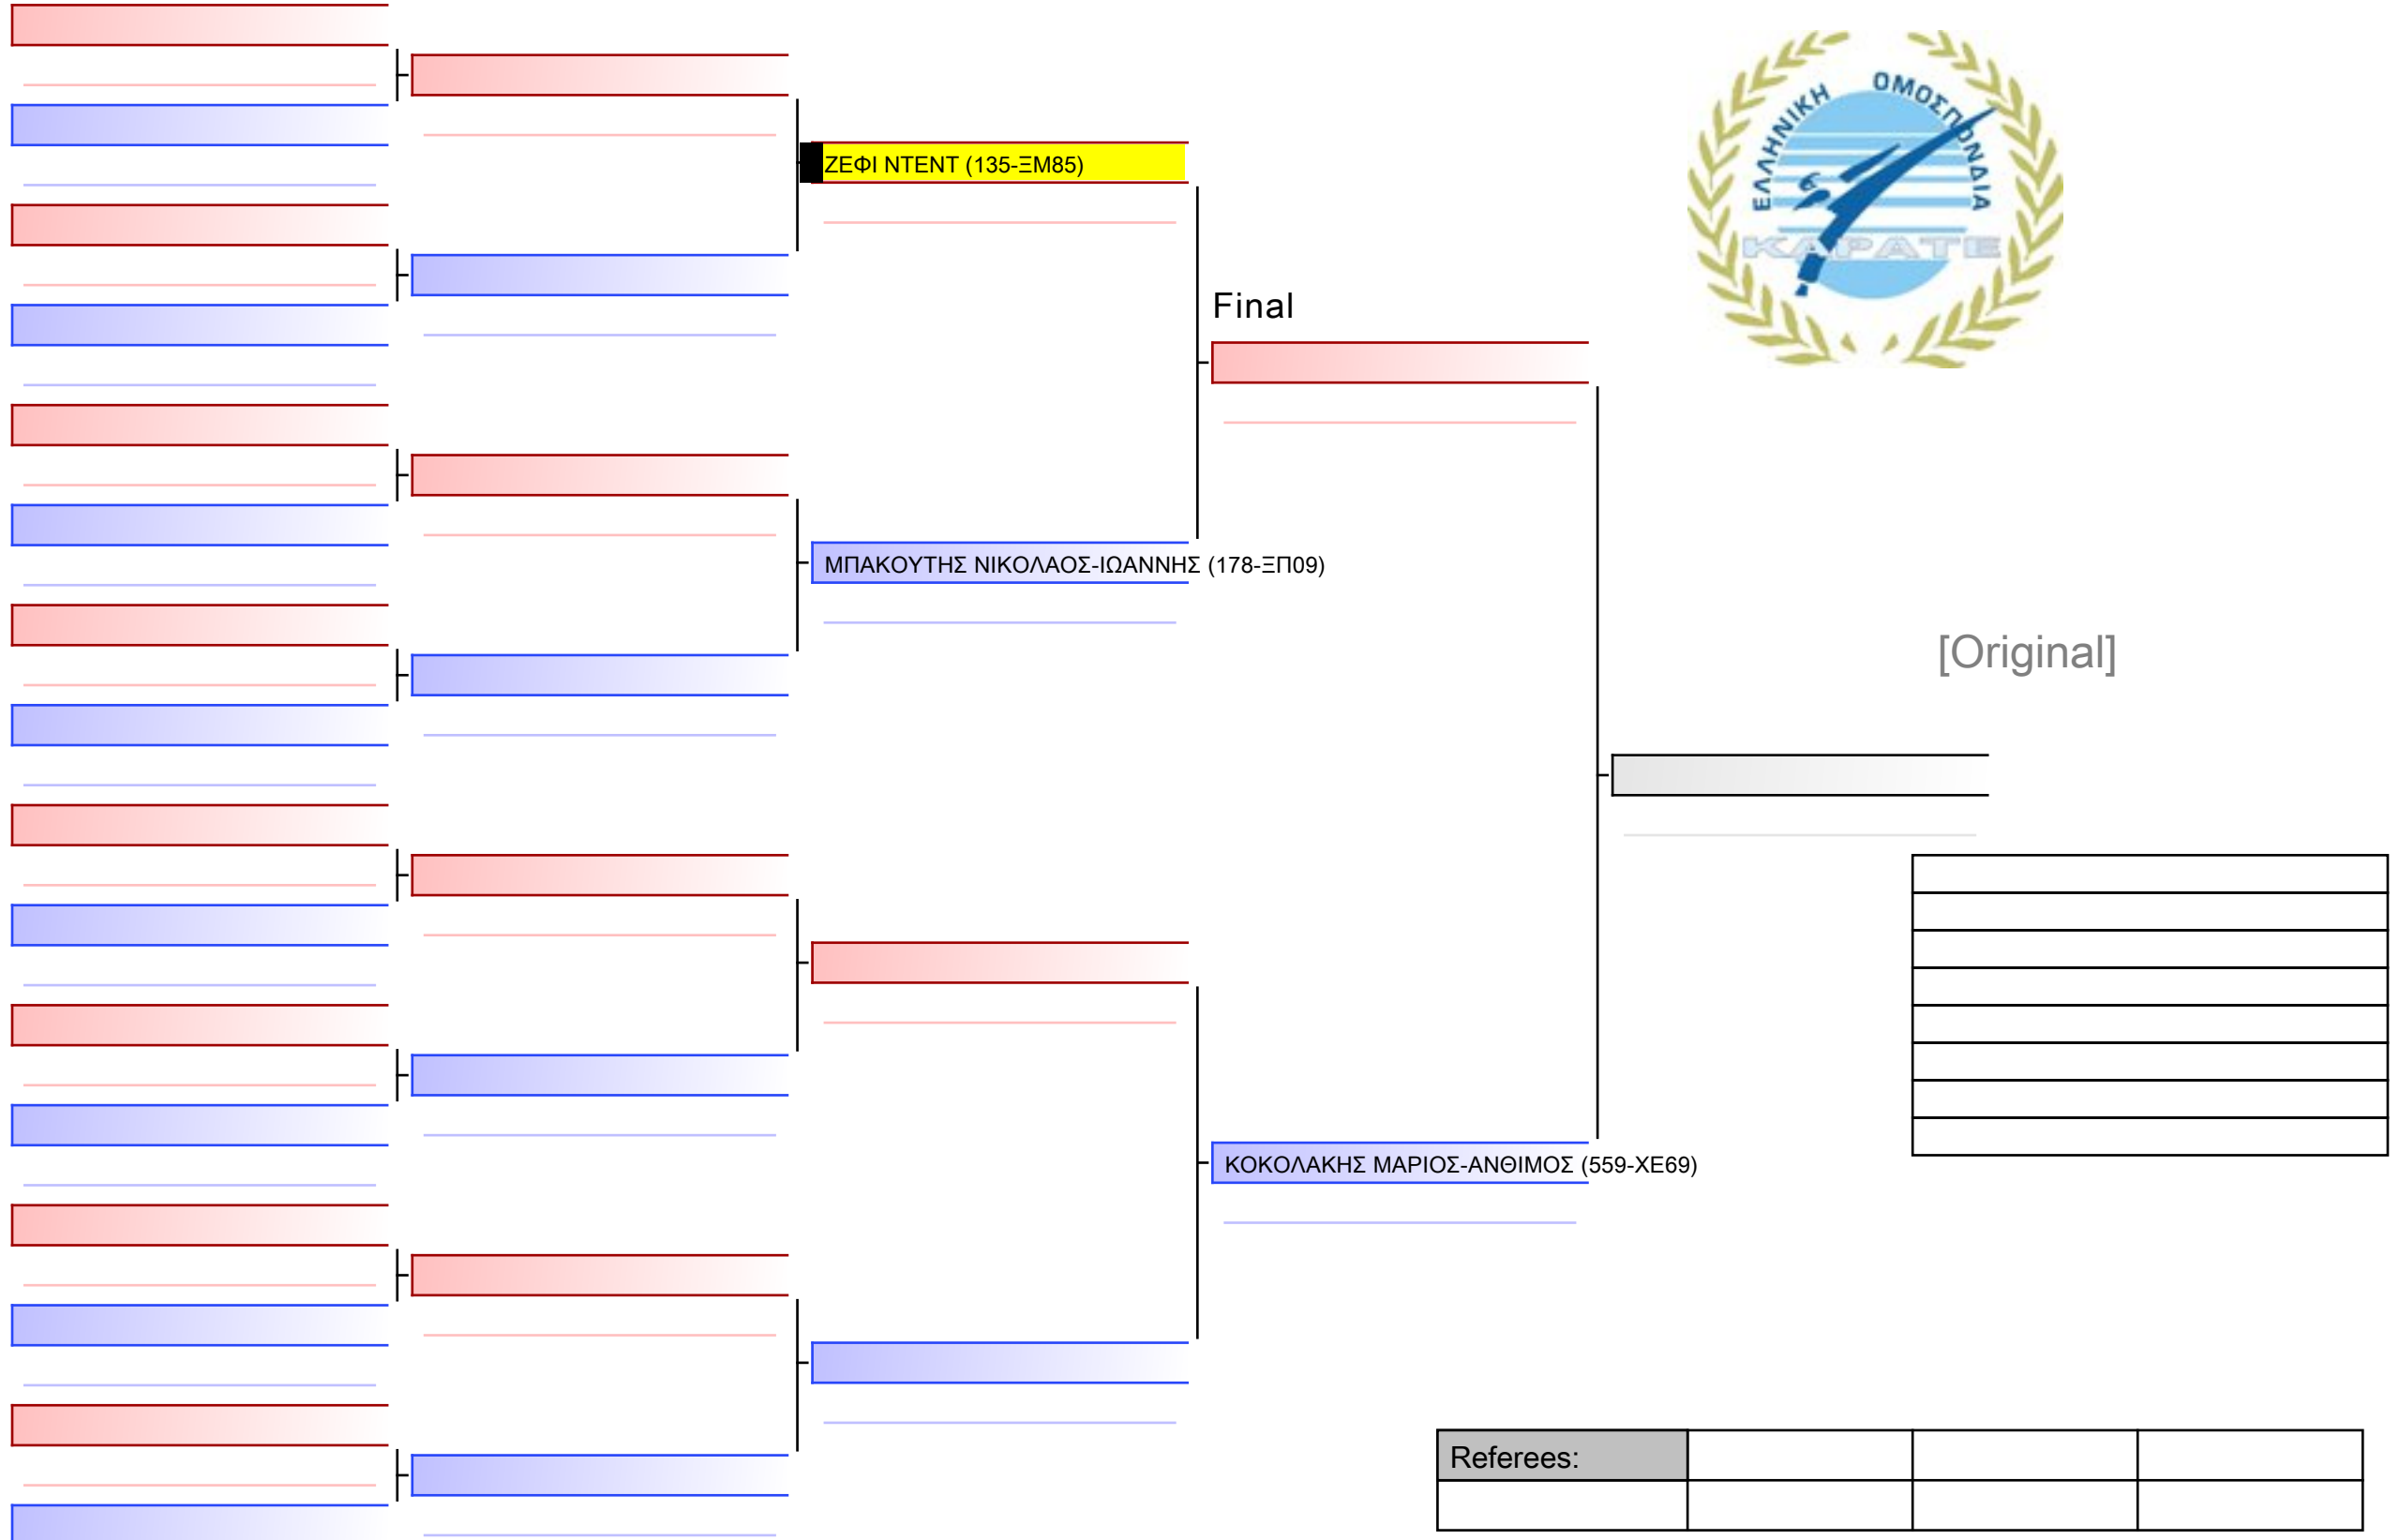 ΕΛΛΗΝΙΚΗ ΟΜΟΣΠΟΝΔΙΑ
ΚΑΡΑΤΕ
ΖΕΦΙ ΝΤΕΝΤ (135-ΞΜ85)
Final
ΜΠΑΚΟΥΤΗΣ ΝΙΚΟΛΑΟΣ-ΙΩΑΝΝΗΣ (178-ΞΠ09)
[Original]
ΚΟΚΟΛΑΚΗΣ ΜΑΡΙΟΣ-ΑΝΘΙΜΟΣ (559-ΧΕ69)
Referees: